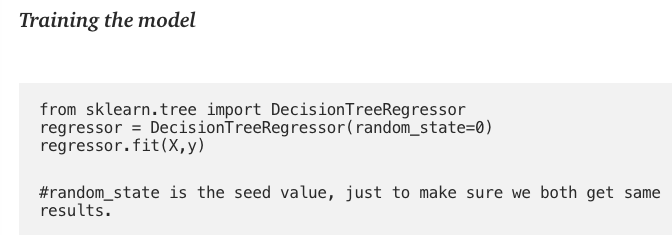 Training the model
from sklearn.tree import DecisionTreeRegressor
regressor = DecisionTreeRegressor(random_state=0)
regressor.fit(X,y)
#random_state is the seed value, just to make sure we both get same
results.